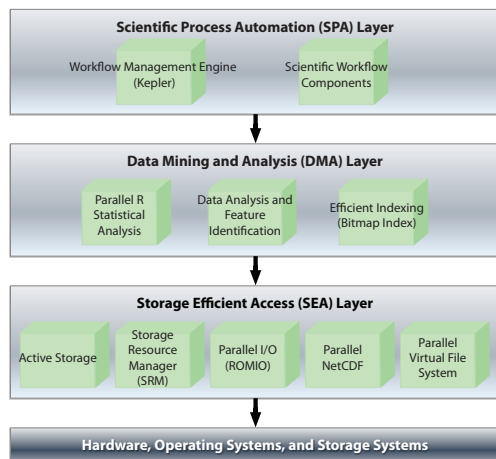 Scientific Process Automation (SPA) Layer
Workflow Management Engine
(Kepler)
Scientific Workflow
Components
Data Mining and Analysis (DMA) Layer
Parallel R
Statistical
Analysis
Data Analysis and
Feature
Identification
Efficient Indexing
(Bitmap Index)
Storage Efficient Access (SEA) Layer
Active Storage
Storage
Resource
Manager
(SRM)
Parallel I/O
(ROMIO)
Parallel
NetCDF
Parallel
Virtual File
System
Hardware, Operating Systems, and Storage Systems